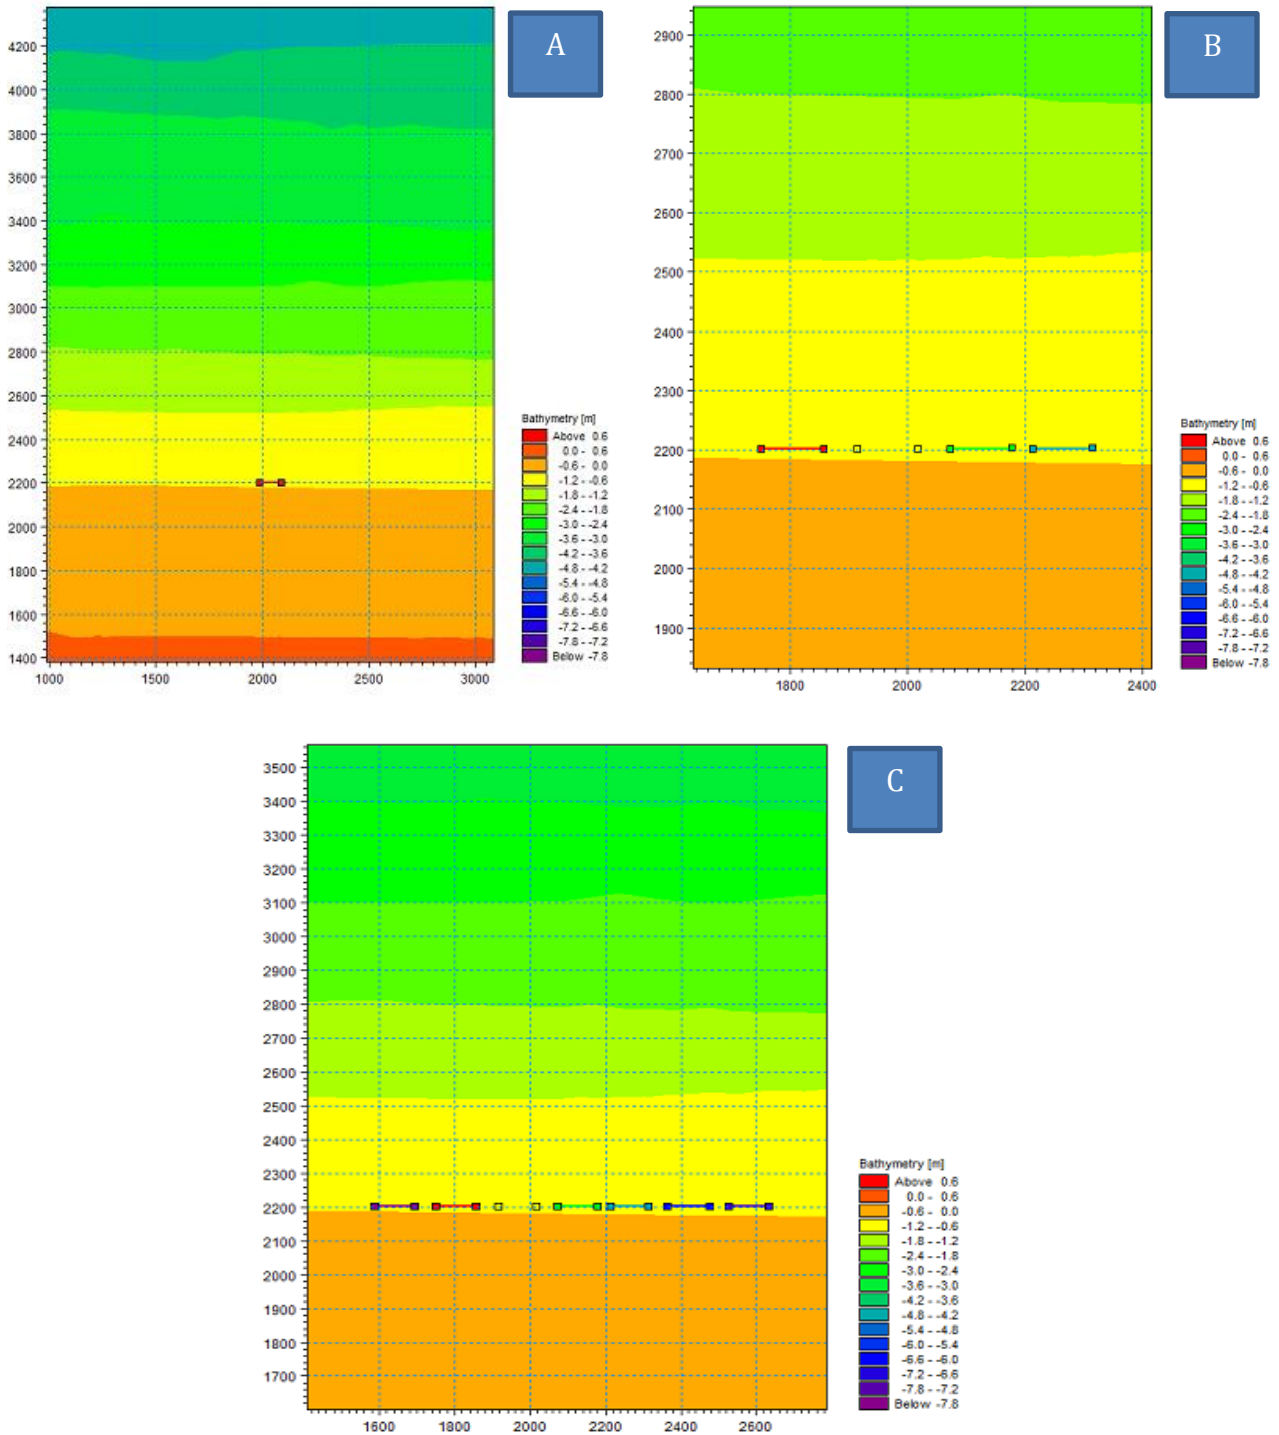 A
4200
4000
3800
3600
3400
3200
3000
2800
2600
2400
2200
2000
1800
1600
1400
1000
1500
2000
2500
3000
Bathymetry [m]
Above 0.6
0.0 - 0.6
-0.6 - 0.0
-1.2 - -0.6
-1.8 - -1.2
-2.4 - -1.8
-3.0 - -2.4
-3.6 - -3.0
-4.2 - -3.6
-4.8 - -4.2
-5.4 - -4.8
-6.0 - -5.4
-6.6 - -6.0
-7.2 - -6.6
-7.8 - -7.2
Below -7.8
B
2900
2800
2700
2600
2500
2400
2300
2200
2100
2000
1900
1800
2000
2200
2400
Bathymetry [m]
Above 0.6
0.0 - 0.6
-0.6 - 0.0
-1.2 - -0.6
-1.8 - -1.2
-2.4 - -1.8
-3.0 - -2.4
-3.6 - -3.0
-4.2 - -3.6
-4.8 - -4.2
-5.4 - -4.8
-6.0 - -5.4
-6.6 - -6.0
-7.2 - -6.6
-7.8 - -7.2
Below -7.8
C
3500
3400
3300
3200
3100
3000
2900
2800
2700
2600
2500
2400
2300
2200
2100
2000
1900
1800
1700
1600
1800
2000
2200
2400
2600
Bathymetry [m]
Above 0.6
0.0 - 0.6
-0.6 - 0.0
-1.2 - -0.6
-1.8 - -1.2
-2.4 - -1.8
-3.0 - -2.4
-3.6 - -3.0
-4.2 - -3.6
-4.8 - -4.2
-5.4 - -4.8
-6.0 - -5.4
-6.6 - -6.0
-7.2 - -6.6
-7.8 - -7.2
Below -7.8